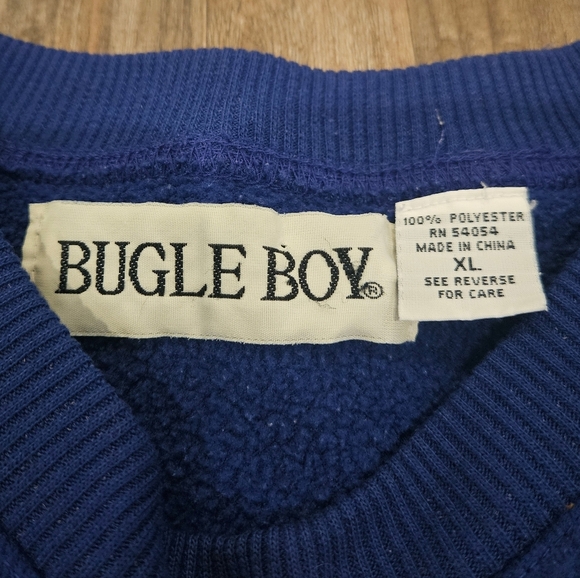 BUGLE BOY®
100% POLYESTER
RN 54054
MADE IN CHINA
XL
SEE REVERSE
FOR CARE